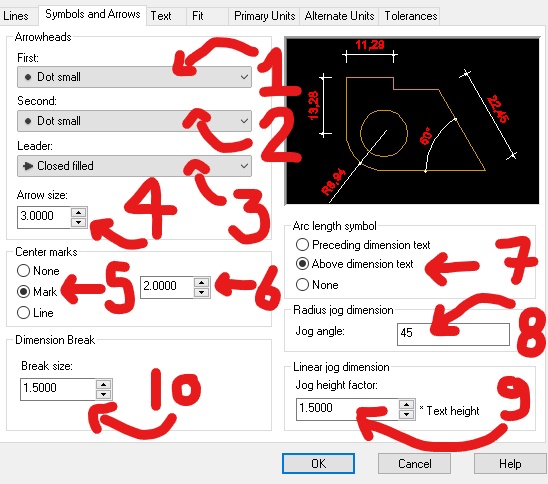 Lines Symbols and Arrows Text Fit Primary Units Alternate Units Tolerances
Arrowheads
First:
Dot small
1
Second:
Dot small
2
Leader:
Closed filled
3
Arrow size:
3.0000
4
11,29
13,28
22,45
60°
R9,94
Center marks
None
Mark
5
2.0000
6
Line
Arc length symbol
Preceding dimension text
Above dimension text
7
None
Radius jog dimension
Jog angle:
45
8
Dimension Break
Break size:
1.5000
10
Linear jog dimension
Jog height factor:
1.5000
* Text height
9
OK Cancel Help